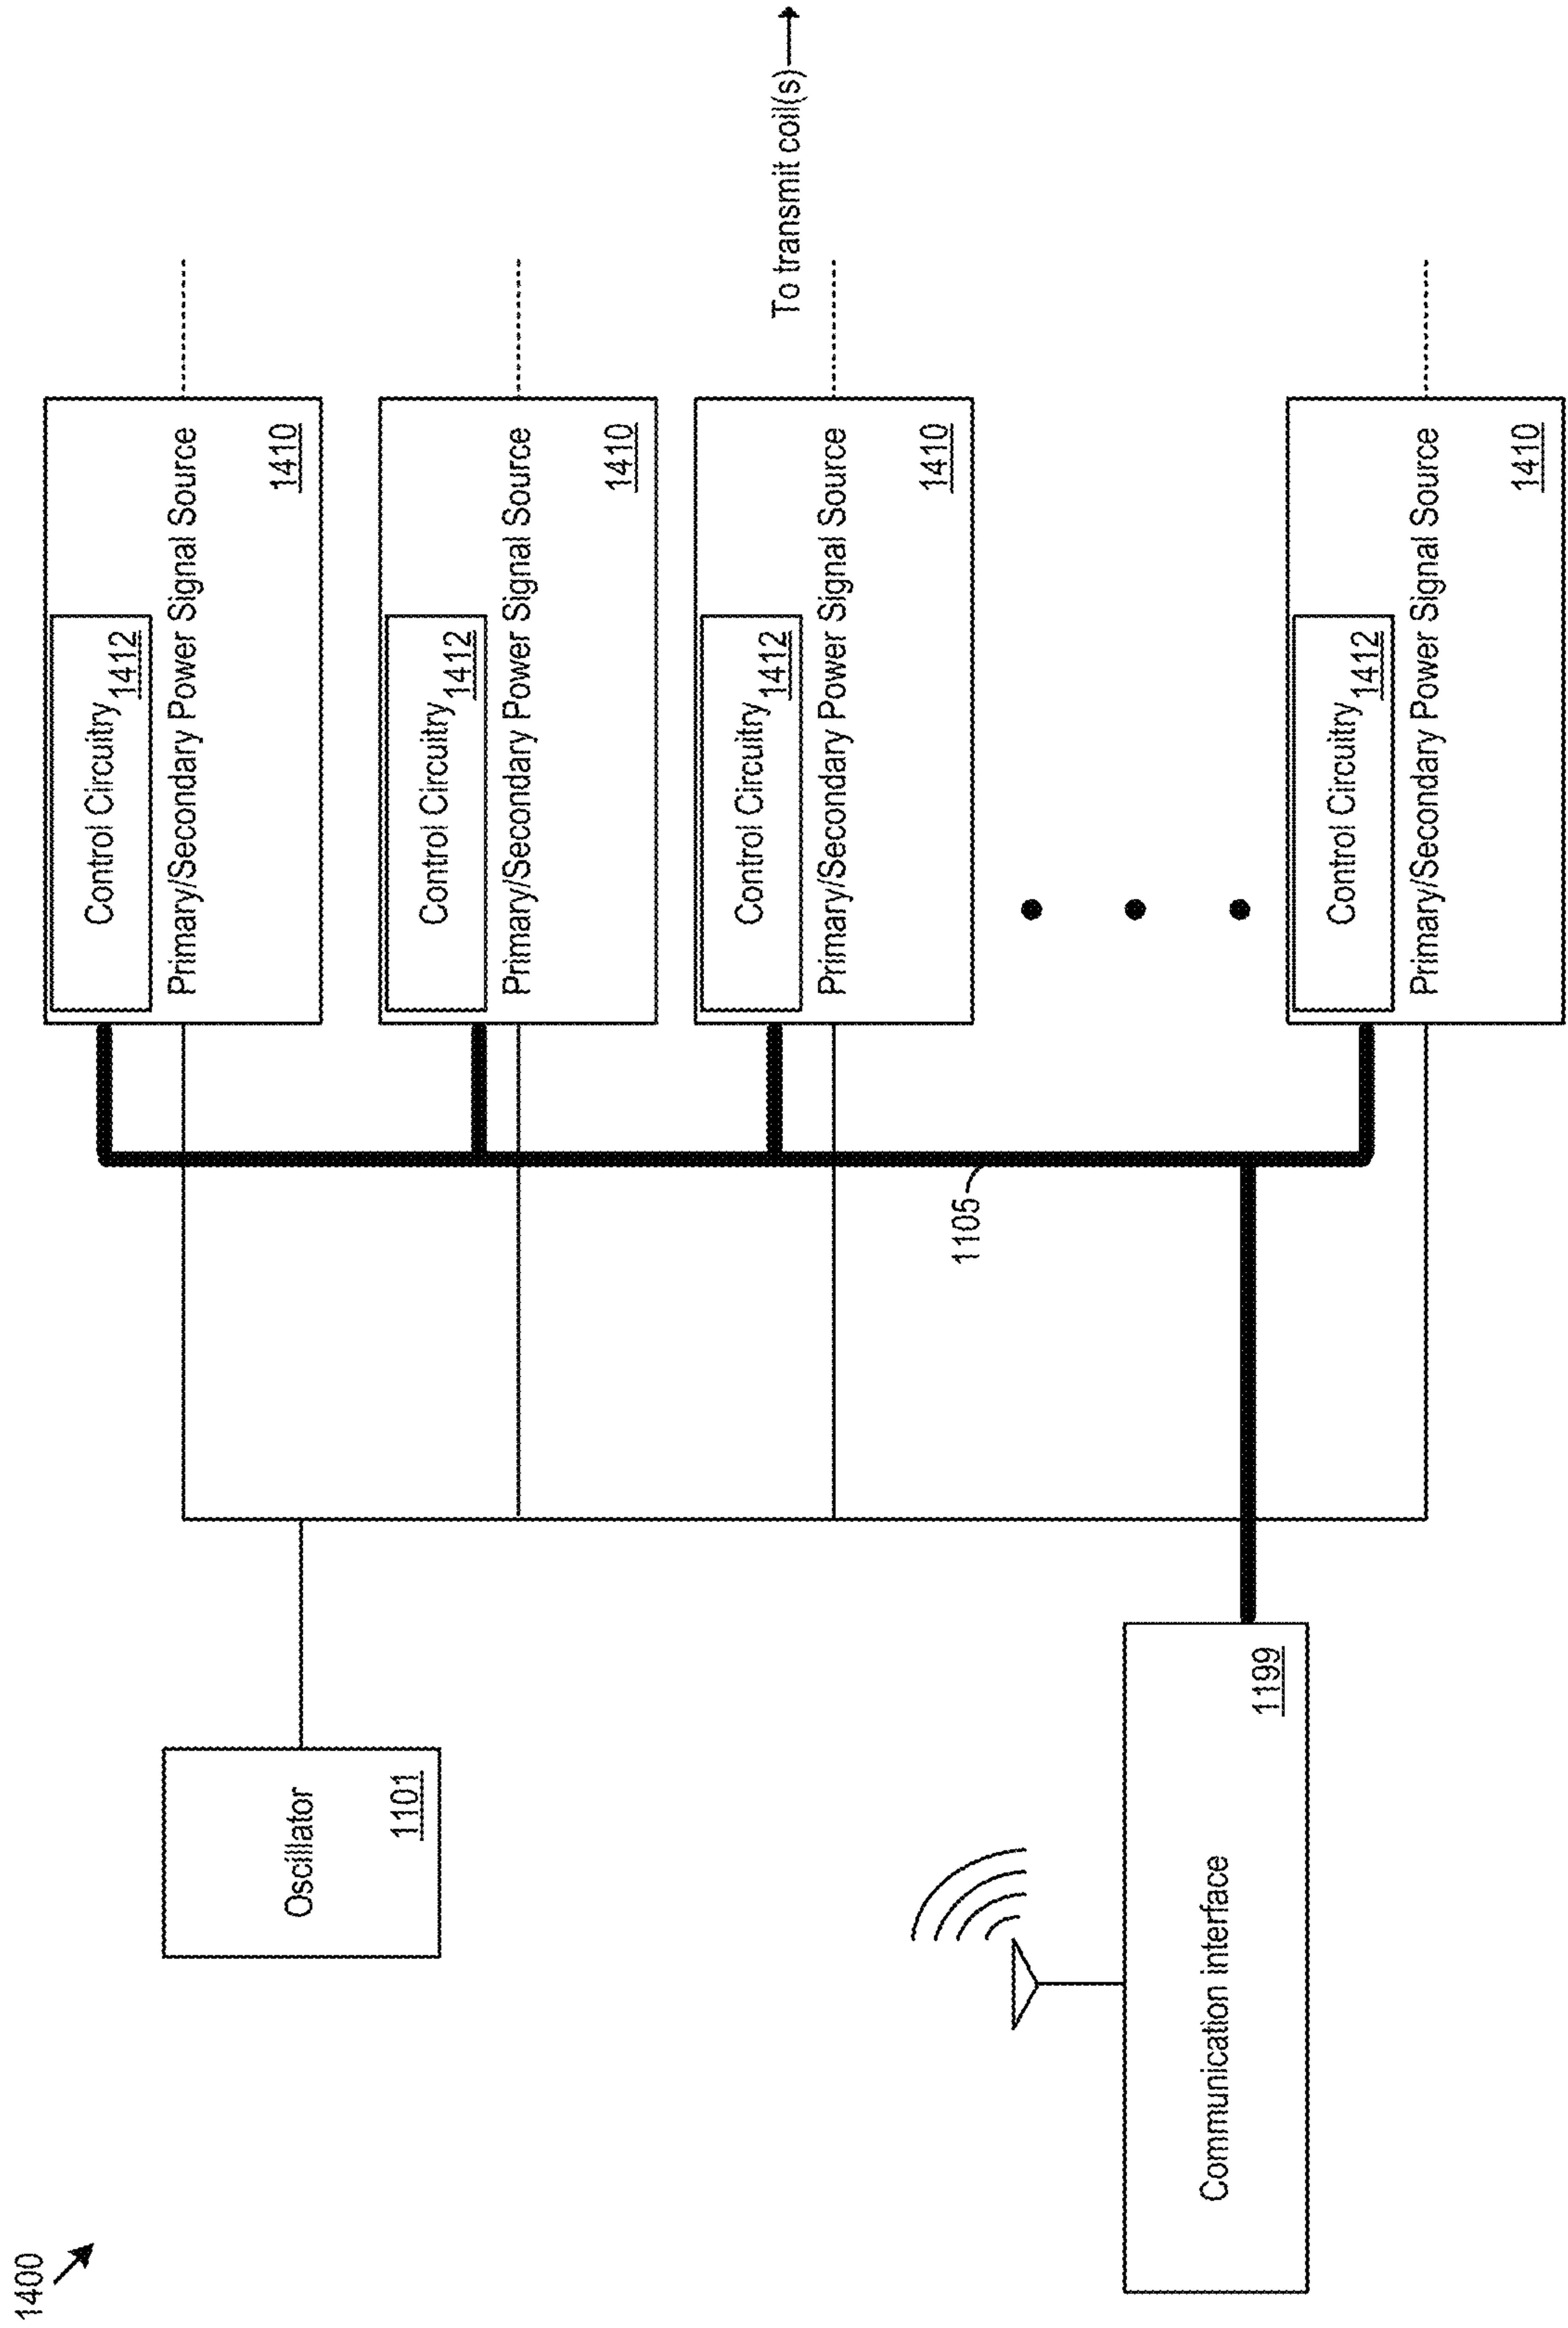 1400
Oscillator
1101
Communication interface
1199
1105
Control Circuitry
1412
Primary/Secondary Power Signal Source
1410
Control Circuitry
1412
Primary/Secondary Power Signal Source
1410
Control Circuitry
1412
Primary/Secondary Power Signal Source
1410
Control Circuitry
1412
Primary/Secondary Power Signal Source
1410
To transmit coil(s)